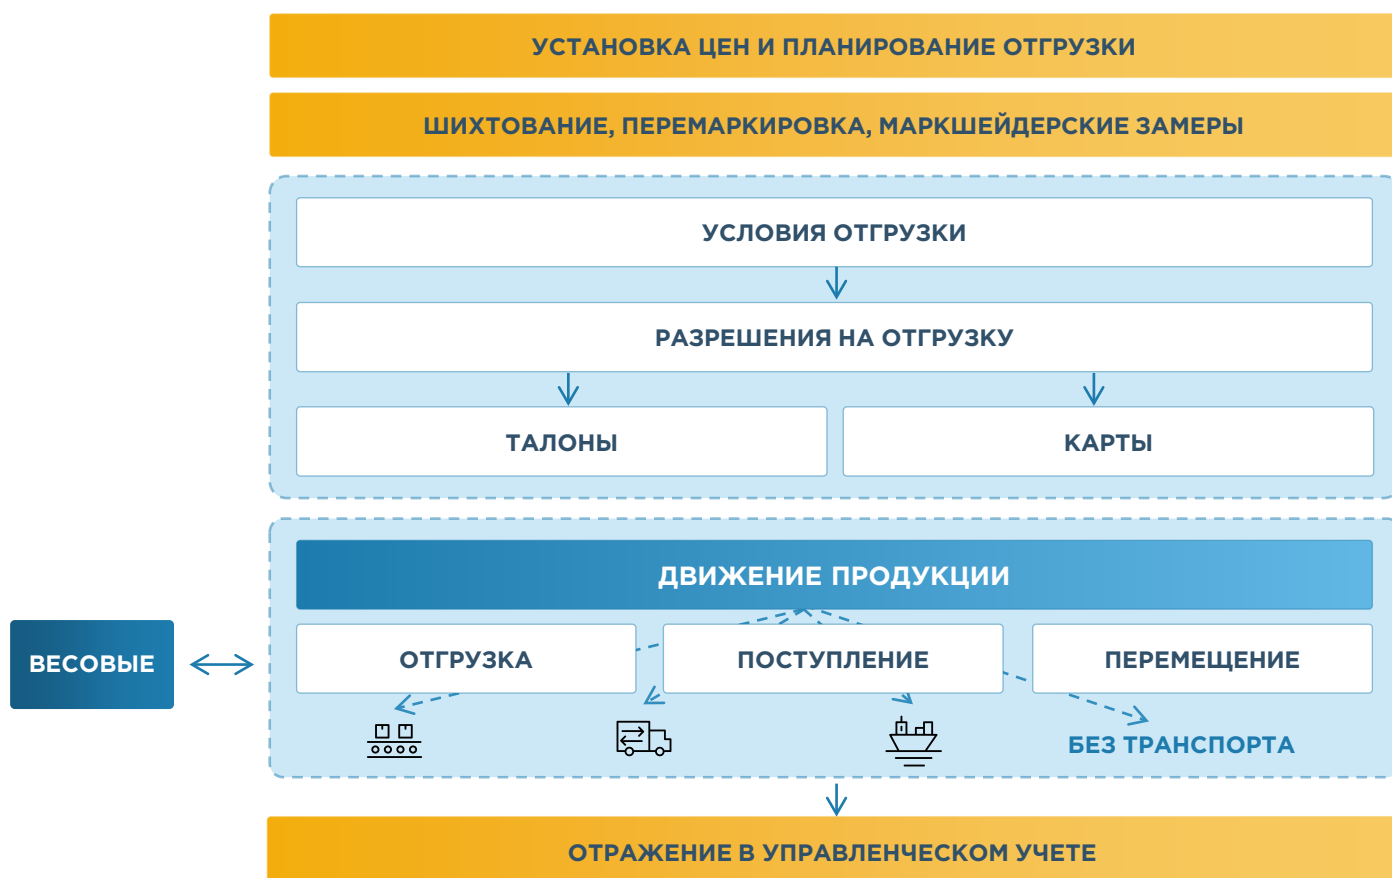 УСТАНОВКА ЦЕН И ПЛАНИРОВАНИЕ ОТГРУЗКИ
ШИХТОВАНИЕ, ПЕРЕМАРКИРОВКА, МАРКШЕЙДЕРСКИЕ ЗАМЕРЫ
УСЛОВИЯ ОТГРУЗКИ
РАЗРЕШЕНИЯ НА ОТГРУЗКУ
ТАЛОНЫ
КАРТЫ
ДВИЖЕНИЕ ПРОДУКЦИИ
ВЕСОВЫЕ
ОТГРУЗКА
ПОСТУПЛЕНИЕ
ПЕРЕМЕЩЕНИЕ
БЕЗ ТРАНСПОРТА
ОТРАЖЕНИЕ В УПРАВЛЕНЧЕСКОМ УЧЕТЕ